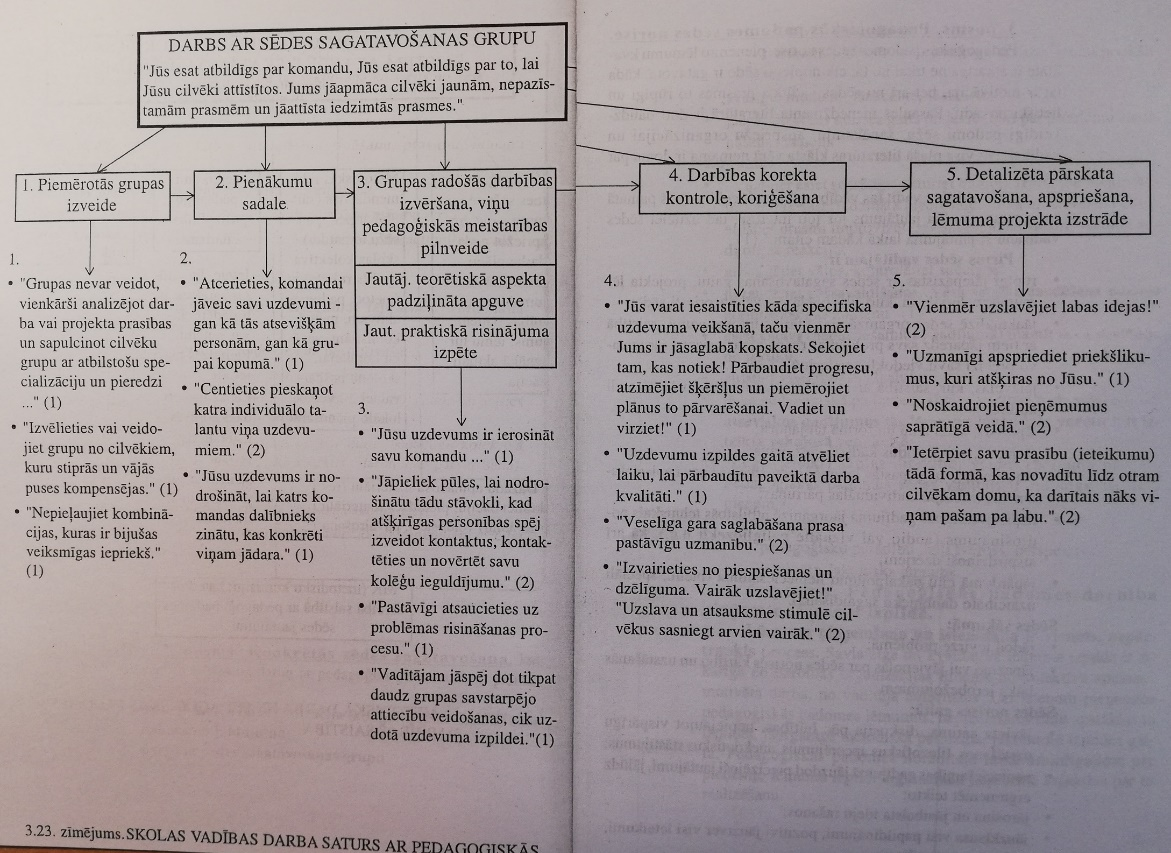 DARBS AR SĒDES SAGATAVOŠANAS GRUPU
"Jūs esat atbildīgs par komandu, Jūs esat atbildīgs par to, lai
Jūsu cilvēki attīstītos. Jums jāapmāca cilvēki jaunām, nepazīs-
tamām prasmēm un jāattīsta iedzimtās prasmes."
1. Piemērotās grupas
izveide
2. Pienākumu
sadale
3. Grupas radošās darbības
izvēršana, viņu
pedagoģiskās meistarības
pilnveide
Jautāj. teorētiskā aspekta
padziļināta apguve
Jaut. praktiskā risinājuma
izpēte
4. Darbības korekta
kontrole, koriģēšana
5. Detalizēta pārskata
sagatavošana, apspriešana,
lēmuma projekta izstrāde
1.
• "Grupas nevar veidot,
vienkārši analizējot dar-
ba vai projekta prasības
un sapulcinot cilvēku
grupu ar atbilstošu spe-
cializāciju un pieredzi
..." (1)
• "Izvēlieties vai veido-
jiet grupu no cilvēkiem,
kuru stiprās un vājās
puses kompensējas." (1)
• "Nepieļaujiet kombinā-
cijas, kuras ir bijušas
veiksmīgas iepriekš."
(1)
2.
• "Atcerieties, komandai
jāveic savi uzdevumi -
gan kā tās atsevišķām
personām, gan kā gru-
pai kopumā." (1)
• "Centieties pieskaņot
katra individuālo ta-
lantu viņa uzdevu-
miem." (2)
• "Jūsu uzdevums ir no-
drošināt, lai katrs ko-
mandas dalībnieks
zinātu, kas konkrēti
viņam jādara." (1)
3.
• "Jūsu uzdevums ir ierosināt
savu komandu ..." (1)
• "Jāpicliek pūles, lai nodro-
šinātu tādu stāvokli, kad
atšķirīgas personības spēj
izveidot kontaktus, kontak-
tēties un novērtēt savu
kolēģu ieguldījumu." (2)
• "Pastāvīgi atsaucieties uz
problēmas risināšanas pro-
cesu." (1)
• "Vadītājam jāspēj dot tikpat
daudz grupas savstarpējo
attiecību veidošanas, cik uz-
dotā uzdevuma izpildei."(1)
4.
• "Jūs varat iesaistīties kāda specifiska
uzdevuma veikšanā, taču vienmēr
Jums ir jāsaglabā kopskats. Sekojiet
tam, kas notiek! Pārbaudiet progresu,
atzīmējiet šķēršļus un piemērojiet
plānus to pārvarēšanai. Vadiet un
virziet!" (1)
• "Uzdevumu izpildes gaitā atvēliet
laiku, lai pārbaudītu paveiktā darba
kvalitāti." (1)
• "Veselīga gara saglabāšana prasa
pastāvīgu uzmanību." (2)
• "Izvairieties no piespiešanas un
dzēlīguma. Vairāk uzslavējiet!"
"Uzslava un atsauksme stimulē cil-
vēkus sasniegt arvien vairāk." (2)
5.
• "Vienmēr uzslavējiet labas idejas!"
(2)
• "Uzmanīgi apspriediet priekšliku-
mus, kuri atšķiras no Jūsu." (1)
• "Noskaidrojiet pieņēmumus
saprātīgā veidā." (2)
• "Ietērpiet savu prasību (ieteikumu)
tādā formā, kas novadītu līdz otram
cilvēkam domu, ka darītais nāks vi-
ņam pašam pa labu." (2)
3.23. zīmējums.SKOLAS VADĪBAS DARBA SATURS AR PEDAGOĢISKĀS